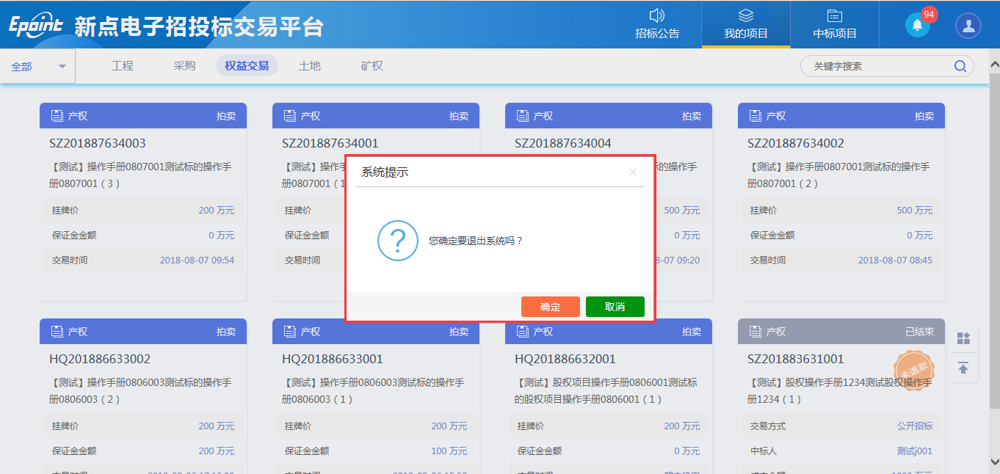 Epoint 新点电子招投标交易平台
招标公告
我的项目
中标项目
94
全部
工程
采购
权益交易
土地
矿权
关键字搜索
产权 拍卖
SZ201887634003
【测试】操作手册0807001测试标的操作手
册0807001（3）
挂牌价 200 万元
保证金金额 0 万元
交易时间 2018-08-07 09:54
产权 拍卖
SZ201887634001
【测试】操作手
册0807001（1
挂牌价
保证金金额
交易时间
产权 拍卖
SZ201887634004
的操作手
500 万元
0 万元
8-07 09:20
产权 拍卖
SZ201887634002
【测试】操作手册0807001测试标的操作手
册0807001（2）
挂牌价 500 万元
保证金金额 0 万元
交易时间 2018-08-07 08:45
系统提示
您确定要退出系统吗？
确定
取消
产权 拍卖
HQ201886633002
【测试】操作手册0806003测试标的操作手
册0806003（2）
挂牌价 200 万元
保证金金额 200 万元
产权 拍卖
HQ201886633001
【测试】操作手册0806003测试标的操作手
册0806003（1）
挂牌价 200 万元
保证金金额 100 万元
产权 拍卖
HQ201886632001
【测试】股权项目操作手册0806001测试标
的股权项目操作手册0806001（1）
挂牌价 200 万元
保证金金额 0 万元
产权 已结束
SZ201883631001
未退款
【测试】股权操作手册1234测试股权操作手
册1234（1）
交易方式 公开招标
中标人 测试j001